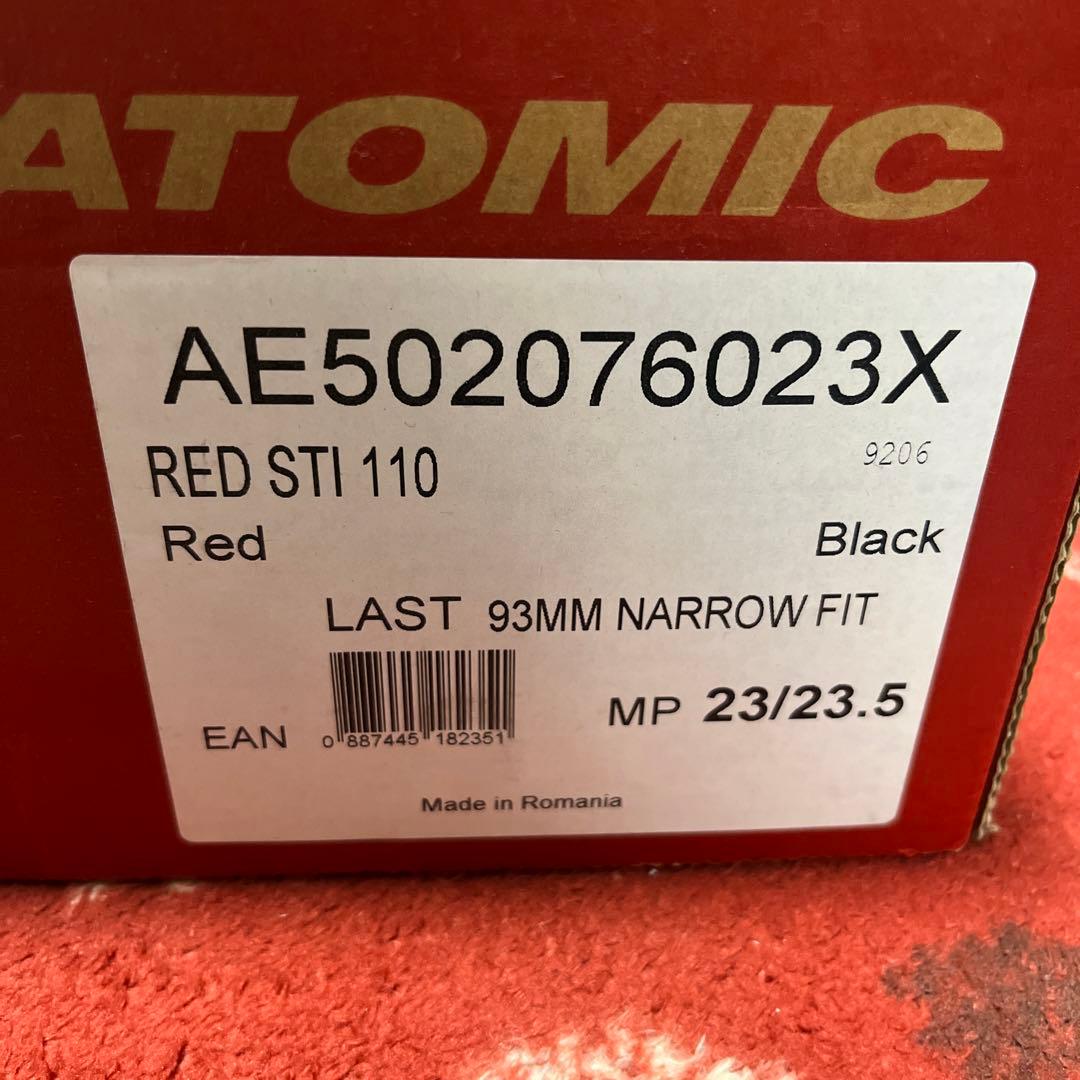 ATOMIC
AE502076023X
RED STI 110
9206
Red Black
LAST 93MM NARROW FIT
MP 23/23.5
EAN 0 887445 182351
Made in Romania